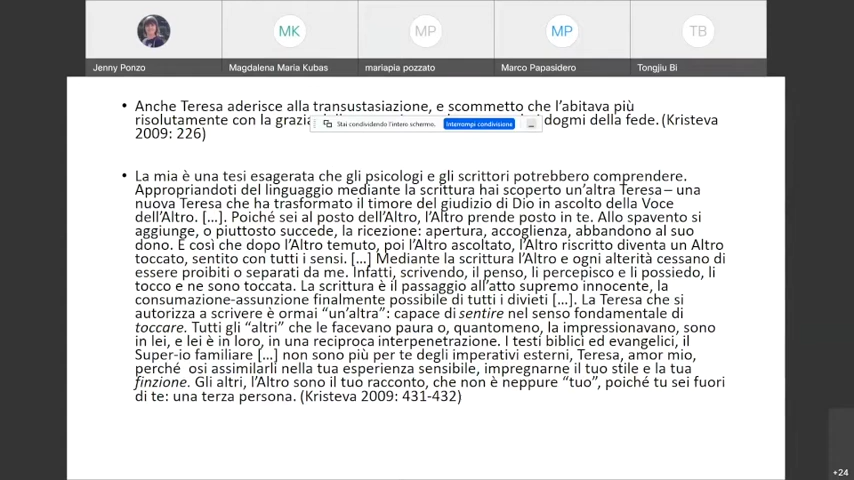 MK
MP
MP
TB
Jenny Ponzo
Magdalena Maria Kubas
mariapia pozzato
Marco Papasidero
Tongjiu Bi
• Anche Teresa aderisce alla transustasiazione, e scommetto che l'abitava più
risolutamente con la grazia dogmi della fede. (Kristeva
Stai condividendo l'intero schermo. Interrompi condivisione
2009: 226)
• La mia è una tesi esagerata che gli psicologi e gli scrittori potrebbero comprendere.
Appropriandoti del linguaggio mediante la scrittura hai scoperto un'altra Teresa – una
nuova Teresa che ha trasformato il timore del giudizio di Dio in ascolto della Voce
dell'Altro. […]. Poiché sei al posto dell'Altro, l'Altro prende posto in te. Allo spavento si
aggiunge, o piuttosto succede, la ricezione: apertura, accoglienza, abbandono al suo
dono. È così che dopo l'Altro temuto, poi l'Altro ascoltato, l'Altro riscritto diventa un Altro
toccato, sentito con tutti i sensi. […] Mediante la scrittura l'Altro e ogni alterità cessano di
essere proibiti o separati da me. Infatti, scrivendo, il penso, li percepisco e li possiedo, li
tocco e ne sono toccata. La scrittura è il passaggio all'atto supremo innocente, la
consumazione-assunzione finalmente possibile di tutti i divieti […]. La Teresa che si
autorizza a scrivere è ormai “un'altra”: capace di sentire nel senso fondamentale di
toccare. Tutti gli “altri” che le facevano paura o, quantomeno, la impressionavano, sono
in lei, e lei è in loro, in una reciproca interpenetrazione. I testi biblici ed evangelici, il
Super-io familiare […] non sono più per te degli imperativi esterni, Teresa, amor mio,
perché osi assimilarli nella tua esperienza sensibile, impregnarne il tuo stile e la tua
finzione. Gli altri, l'Altro sono il tuo racconto, che non è neppure “tuo”, poiché tu sei fuori
di te: una terza persona. (Kristeva 2009: 431-432)
+24